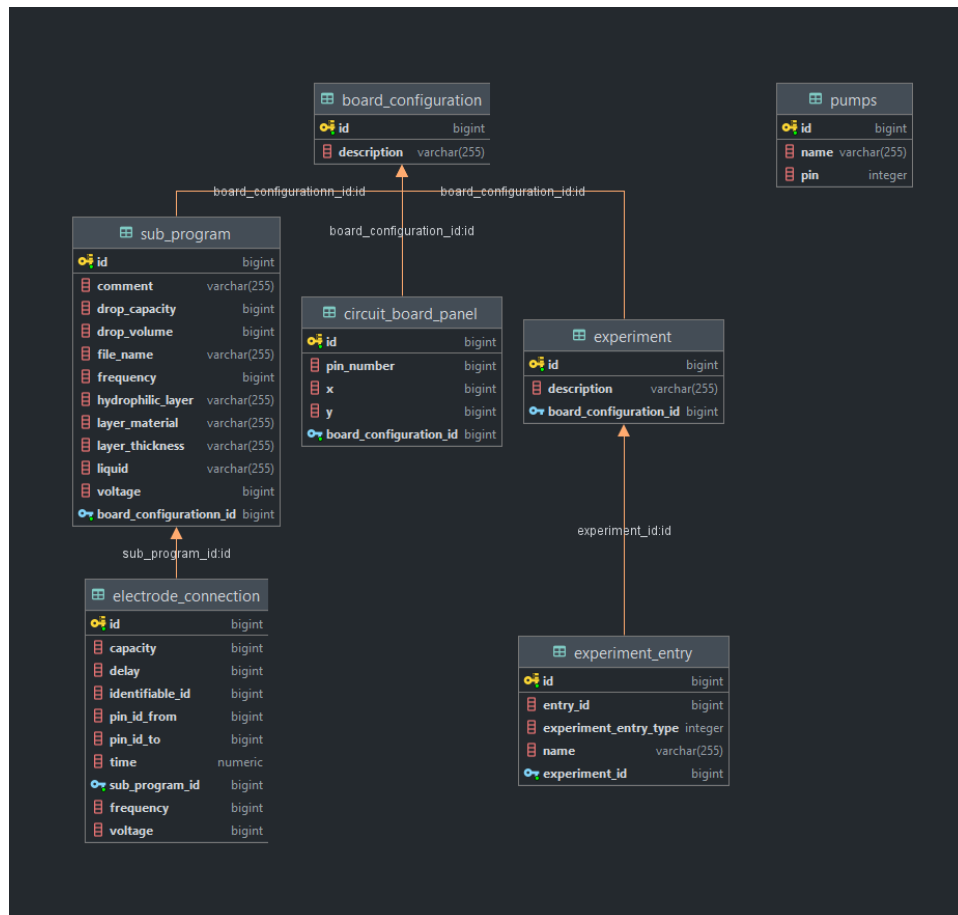 board_configuration
id bigint
description varchar(255)
pumps
id bigint
name varchar(255)
pin integer
board_configurationn_id:id
board_configuration_id:id
board_configuration_id:id
sub_program
id bigint
comment varchar(255)
drop_capacity bigint
drop_volume bigint
file_name varchar(255)
frequency bigint
hydrophilic_layer varchar(255)
layer_material varchar(255)
layer_thickness varchar(255)
liquid varchar(255)
voltage bigint
board_configurationn_id bigint
circuit_board_panel
id bigint
pin_number bigint
x bigint
y bigint
board_configuration_id bigint
experiment
id bigint
description varchar(255)
board_configuration_id bigint
sub_program_id:id
experiment_id:id
electrode_connection
id bigint
capacity bigint
delay bigint
identifiable_id bigint
pin_id_from bigint
pin_id_to bigint
time numeric
sub_program_id bigint
frequency bigint
voltage bigint
experiment_entry
id bigint
entry_id bigint
experiment_entry_type integer
name varchar(255)
experiment_id bigint